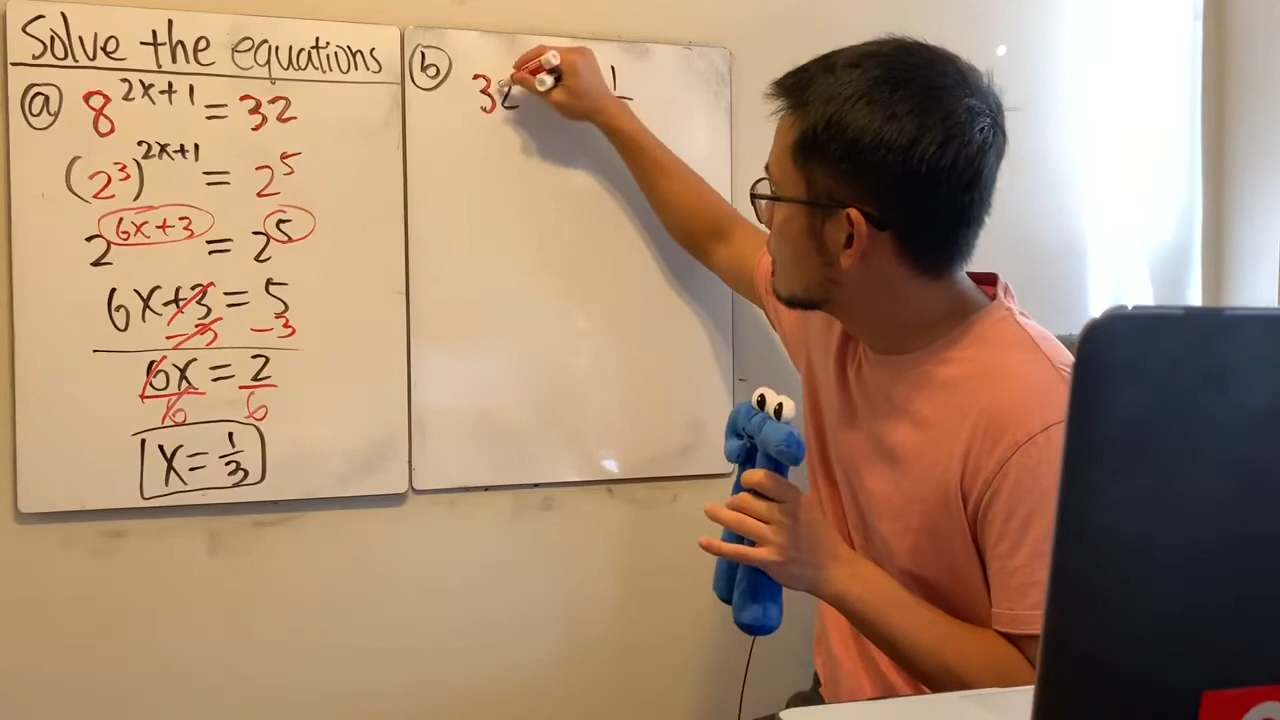 Solve the equations
(a) 8^(2x+1) = 32
(2^3)^(2x+1) = 2^5
2^(6x+3) = 2^5
6x+3 = 5
-3 -3
6x = 2
6 6
x = 1/3
(b) 32